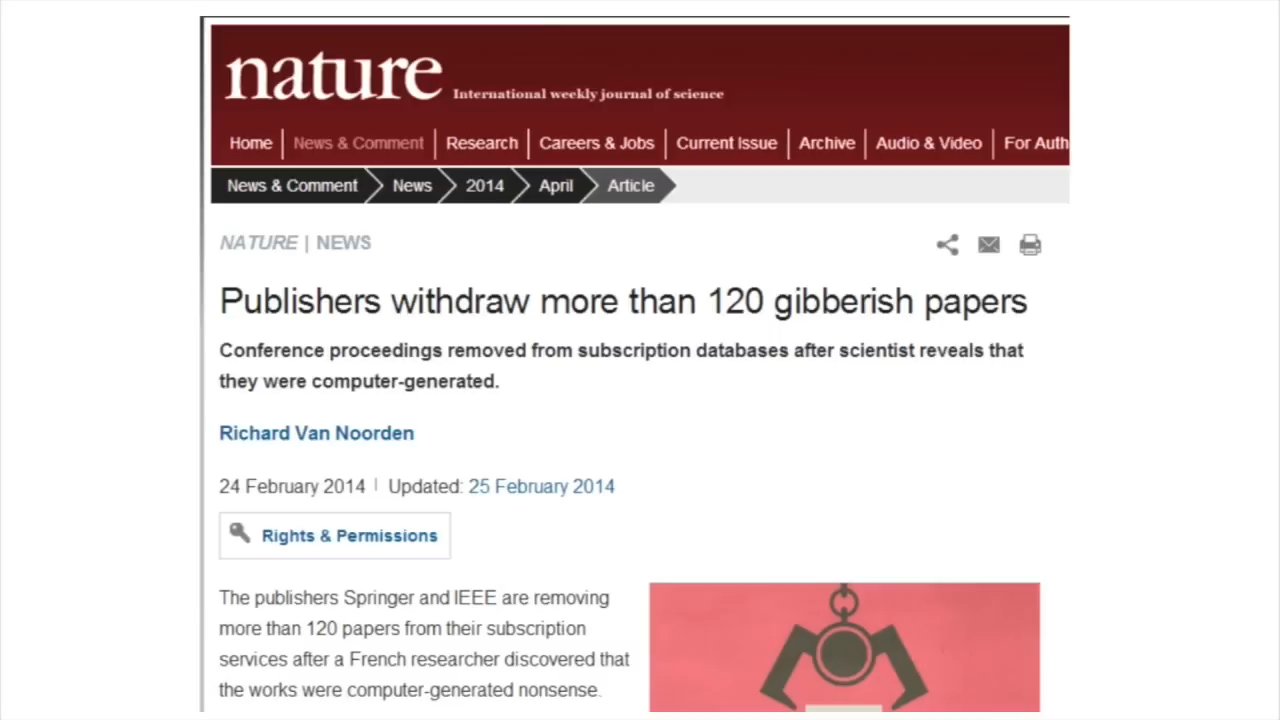 nature International weekly journal of science
Home News & Comment Research Careers & Jobs Current Issue Archive Audio & Video For Auth
News & Comment News 2014 April Article
NATURE | NEWS
Publishers withdraw more than 120 gibberish papers
Conference proceedings removed from subscription databases after scientist reveals that
they were computer-generated.
Richard Van Noorden
24 February 2014 | Updated: 25 February 2014
Rights & Permissions
The publishers Springer and IEEE are removing
more than 120 papers from their subscription
services after a French researcher discovered that
the works were computer-generated nonsense.